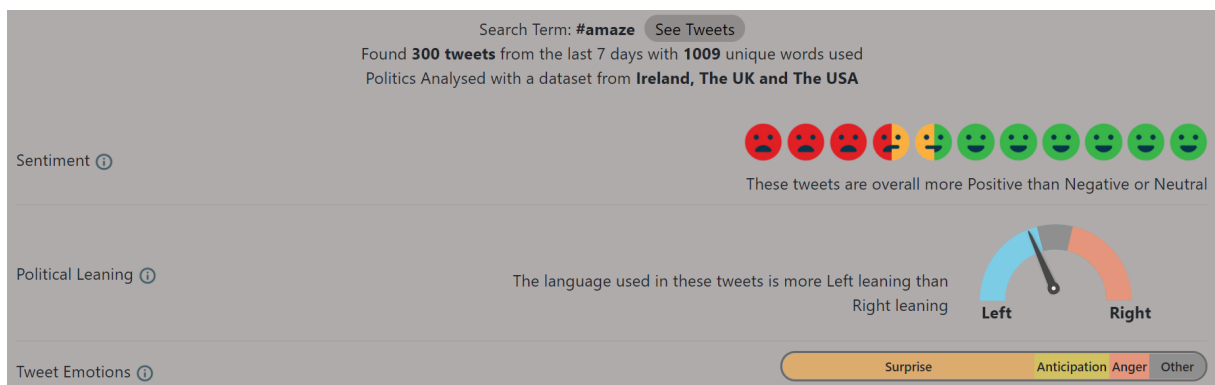 Search Term: #amaze See Tweets
Found 300 tweets from the last 7 days with 1009 unique words used
Politics Analysed with a dataset from Ireland, The UK and The USA
Sentiment
These tweets are overall more Positive than Negative or Neutral
Political Leaning
The language used in these tweets is more Left leaning than
Right leaning
Left Right
Tweet Emotions
Surprise Anticipation Anger Other